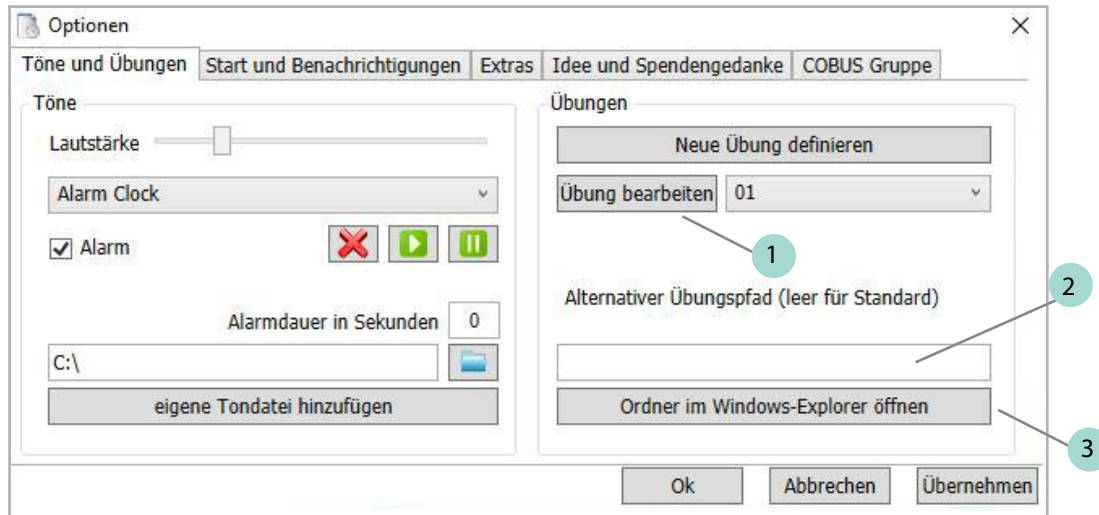 Optionen
Töne und Übungen Start und Benachrichtigungen Extras Idee und Spendengedanke COBUS Gruppe
Töne
Lautstärke
Alarm Clock
Alarm
Alarmdauer in Sekunden 0
C:\
eigene Tondatei hinzufügen
Übungen
Neue Übung definieren
Übung bearbeiten 01
1
Alternativer Übungspfad (leer für Standard)
2
Ordner im Windows-Explorer öffnen
3
Ok Abbrechen Übernehmen